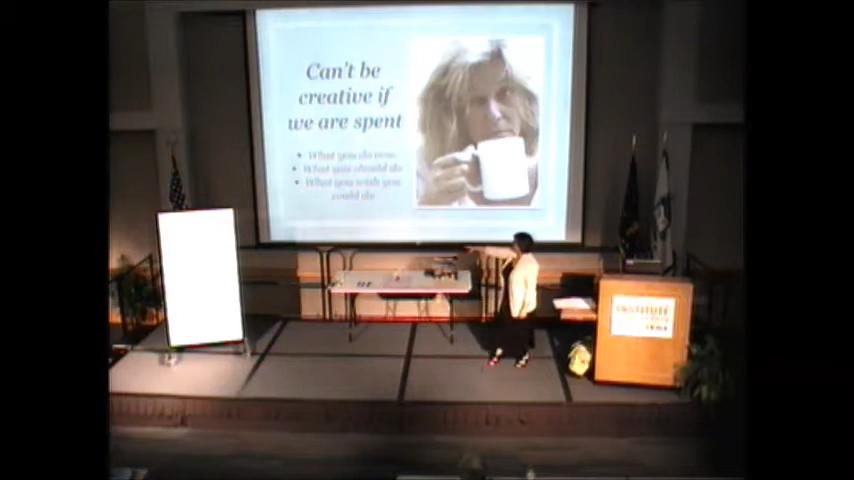 Can't be
creative if
we are spent
• What you do now
• What you should do
• What you wish you
could do
INSTITUTE